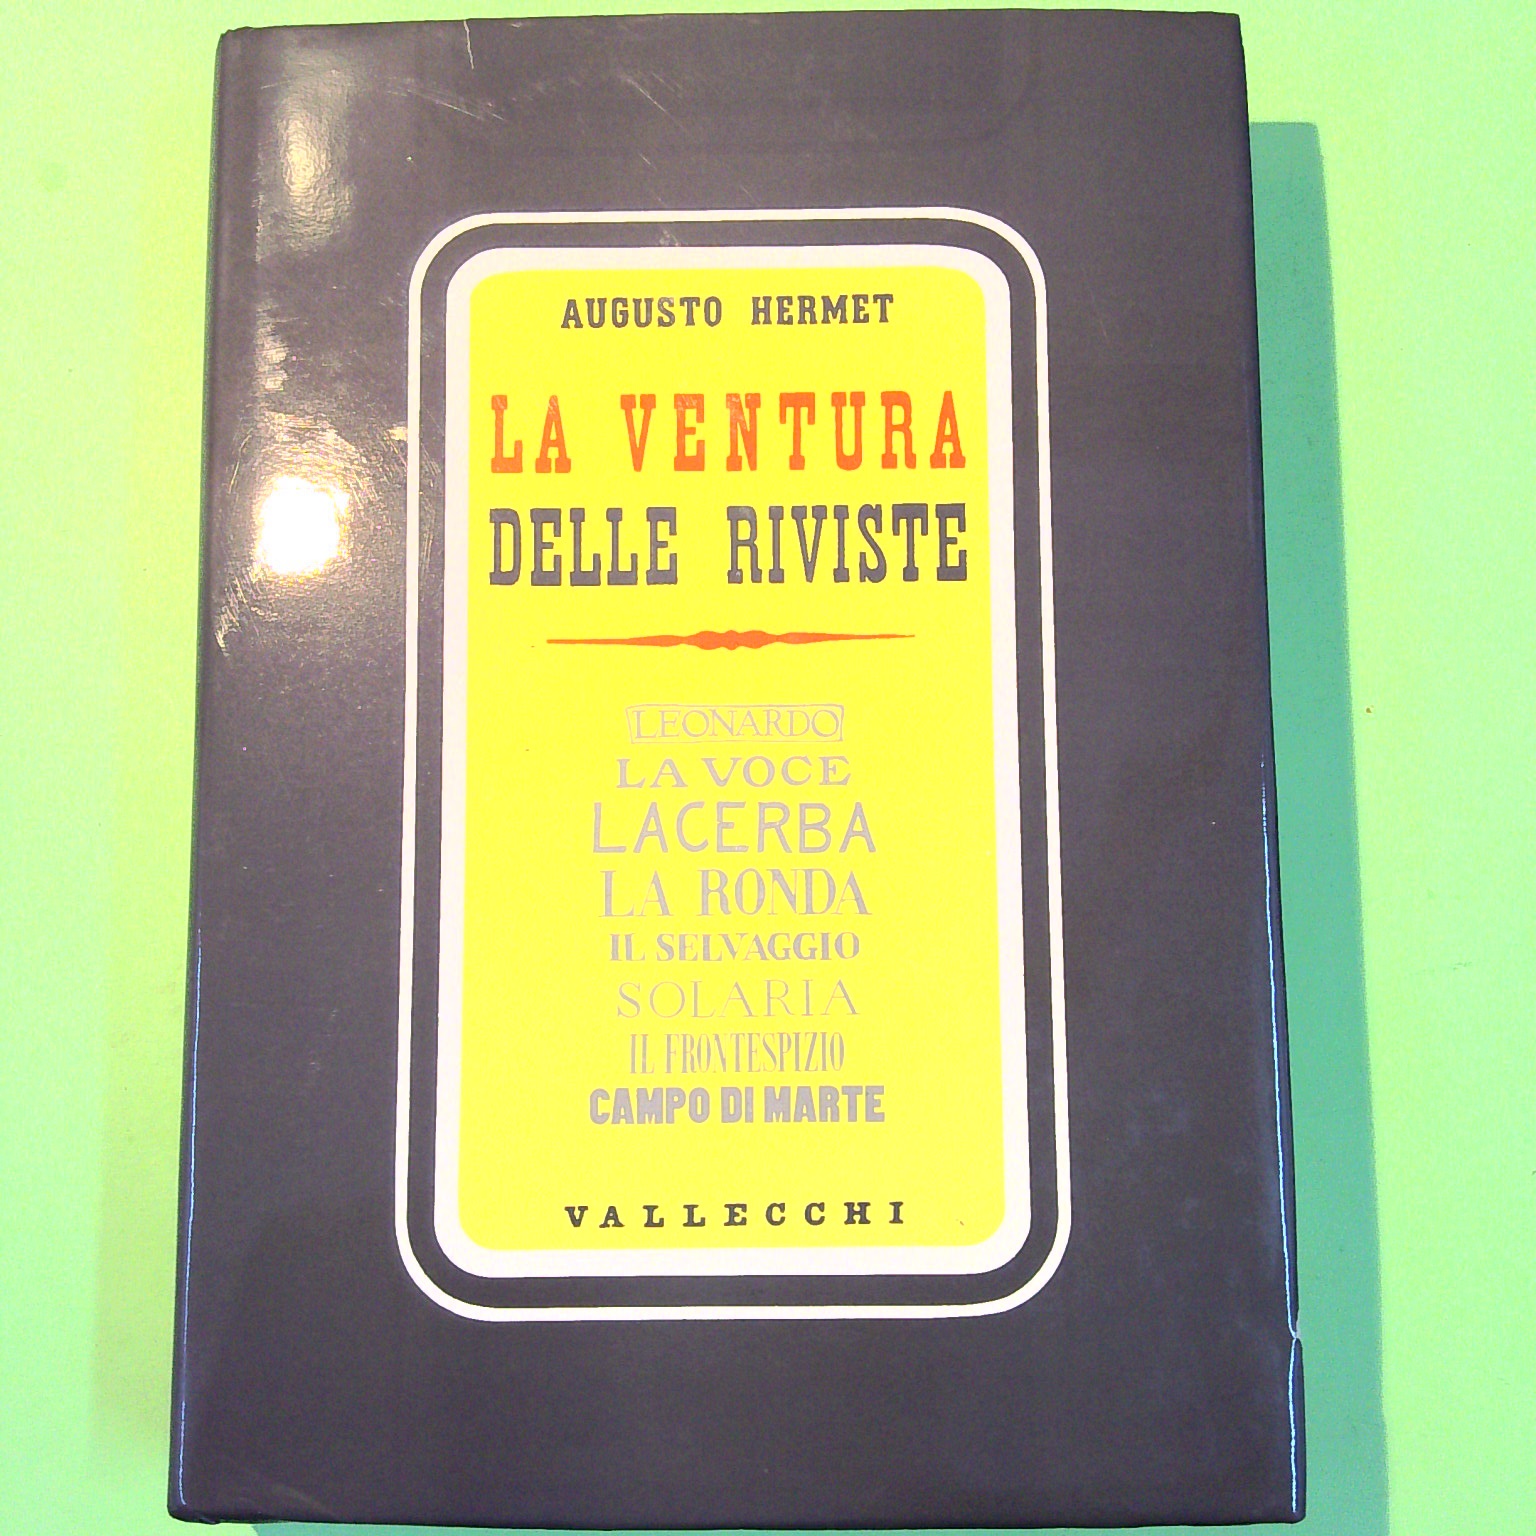 AUGUSTO HERMET
LA VENTURA
DELLE RIVISTE
LEONARDO
LA VOCE
LACERBA
LA RONDA
IL SELVAGGIO
SOLARIA
IL FRONTESPIZIO
CAMPO DI MARTE
VALLECCHI